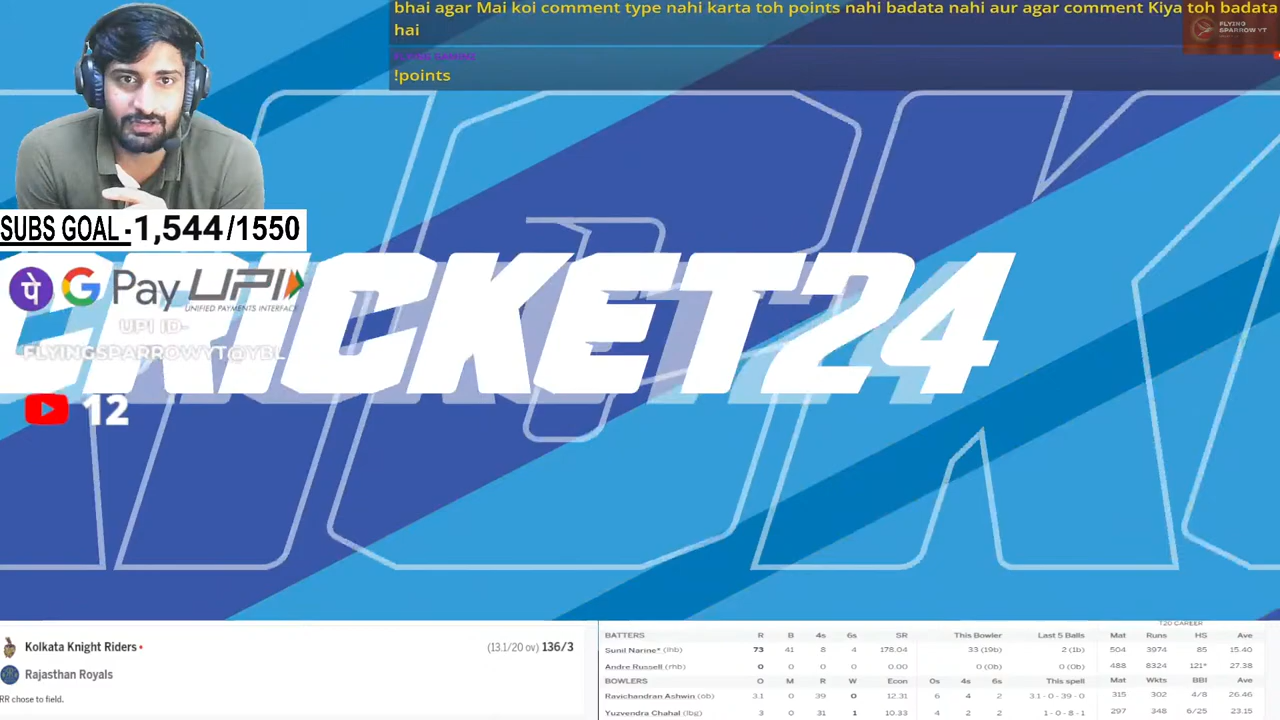 bhai agar Mai koi comment type nahi karta toh points nahi badata nahi aur agar comment Kiya toh badata
hai
!points
FLYING
SPARROW YT
SUBS GOAL -1,544/1550
पे G Pay UPI
UNIFIED PAYMENTS INTERFACE
UPI ID-
FLYINGSPARROWYT@YBL
12
CRICKET24
Kolkata Knight Riders (13.1/20 ov) 136/3
Rajasthan Royals
RR chose to field.
T20 CAREER
BATTERS R B 4s 6s SR This Bowler Last 5 Balls Mat Runs HS Ave
Sunil Narine* (lhb) 73 41 8 4 178.04 33 (19b) 2 (1b) 504 3974 85 15.40
Andre Russell (rhb) 0 0 0 0 0.00 0 (0b) 0 (0b) 488 8324 121* 27.38
BOWLERS O M R W Econ 0s 4s 6s This spell Mat Wkts BBI Ave
Ravichandran Ashwin (ob) 3.1 0 39 0 12.31 6 4 2 3.1 - 0 - 39 - 0 315 302 4/8 26.46
Yuzvendra Chahal (lbg) 3 0 31 1 10.33 4 2 2 1 - 0 - 8 - 1 297 348 6/25 23.15